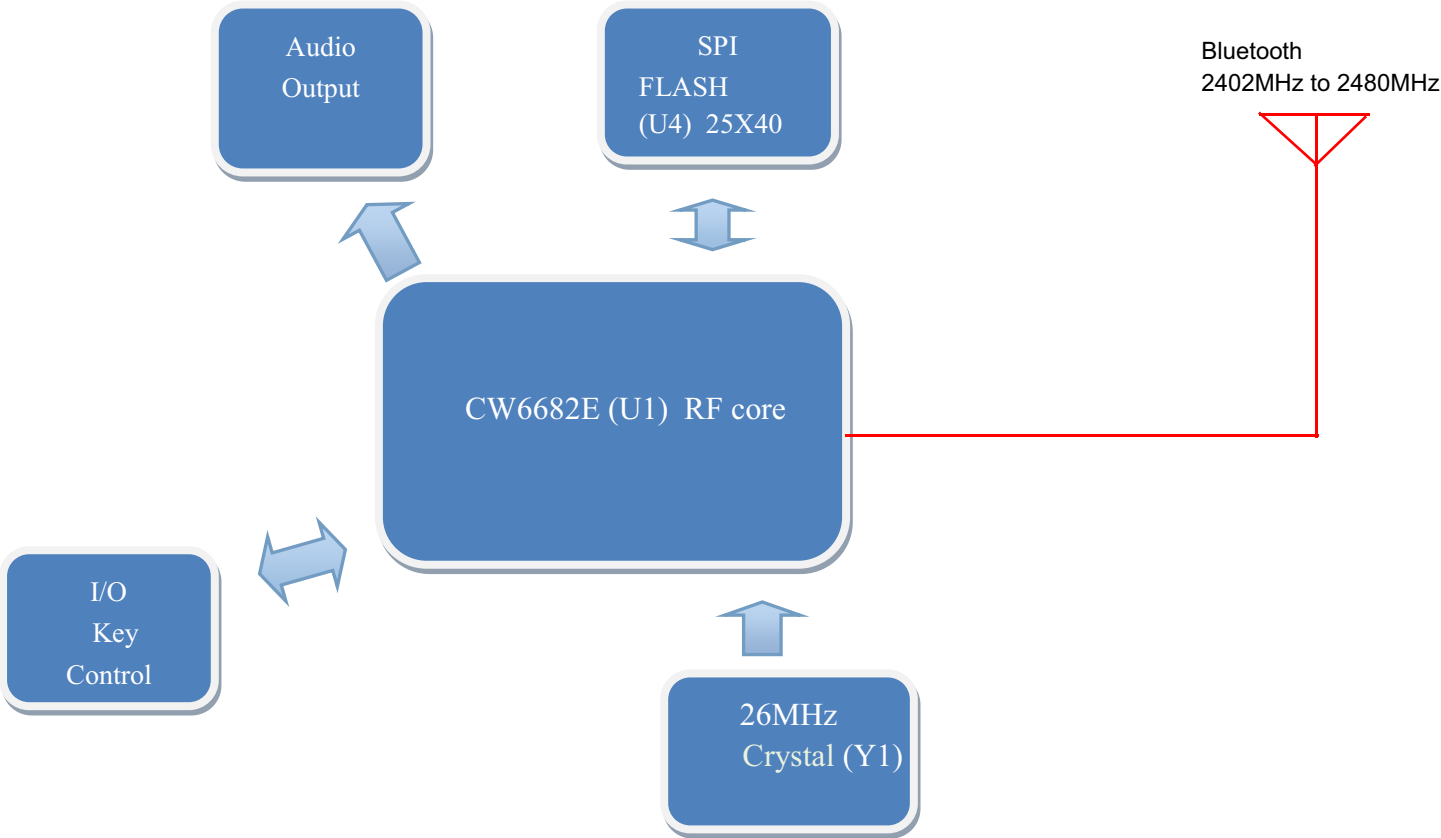 Audio
Output
SPI
FLASH
(U4) 25X40
Bluetooth
2402MHz to 2480MHz
CW6682E (U1) RF core
I/O
Key
Control
26MHz
Crystal (Y1)